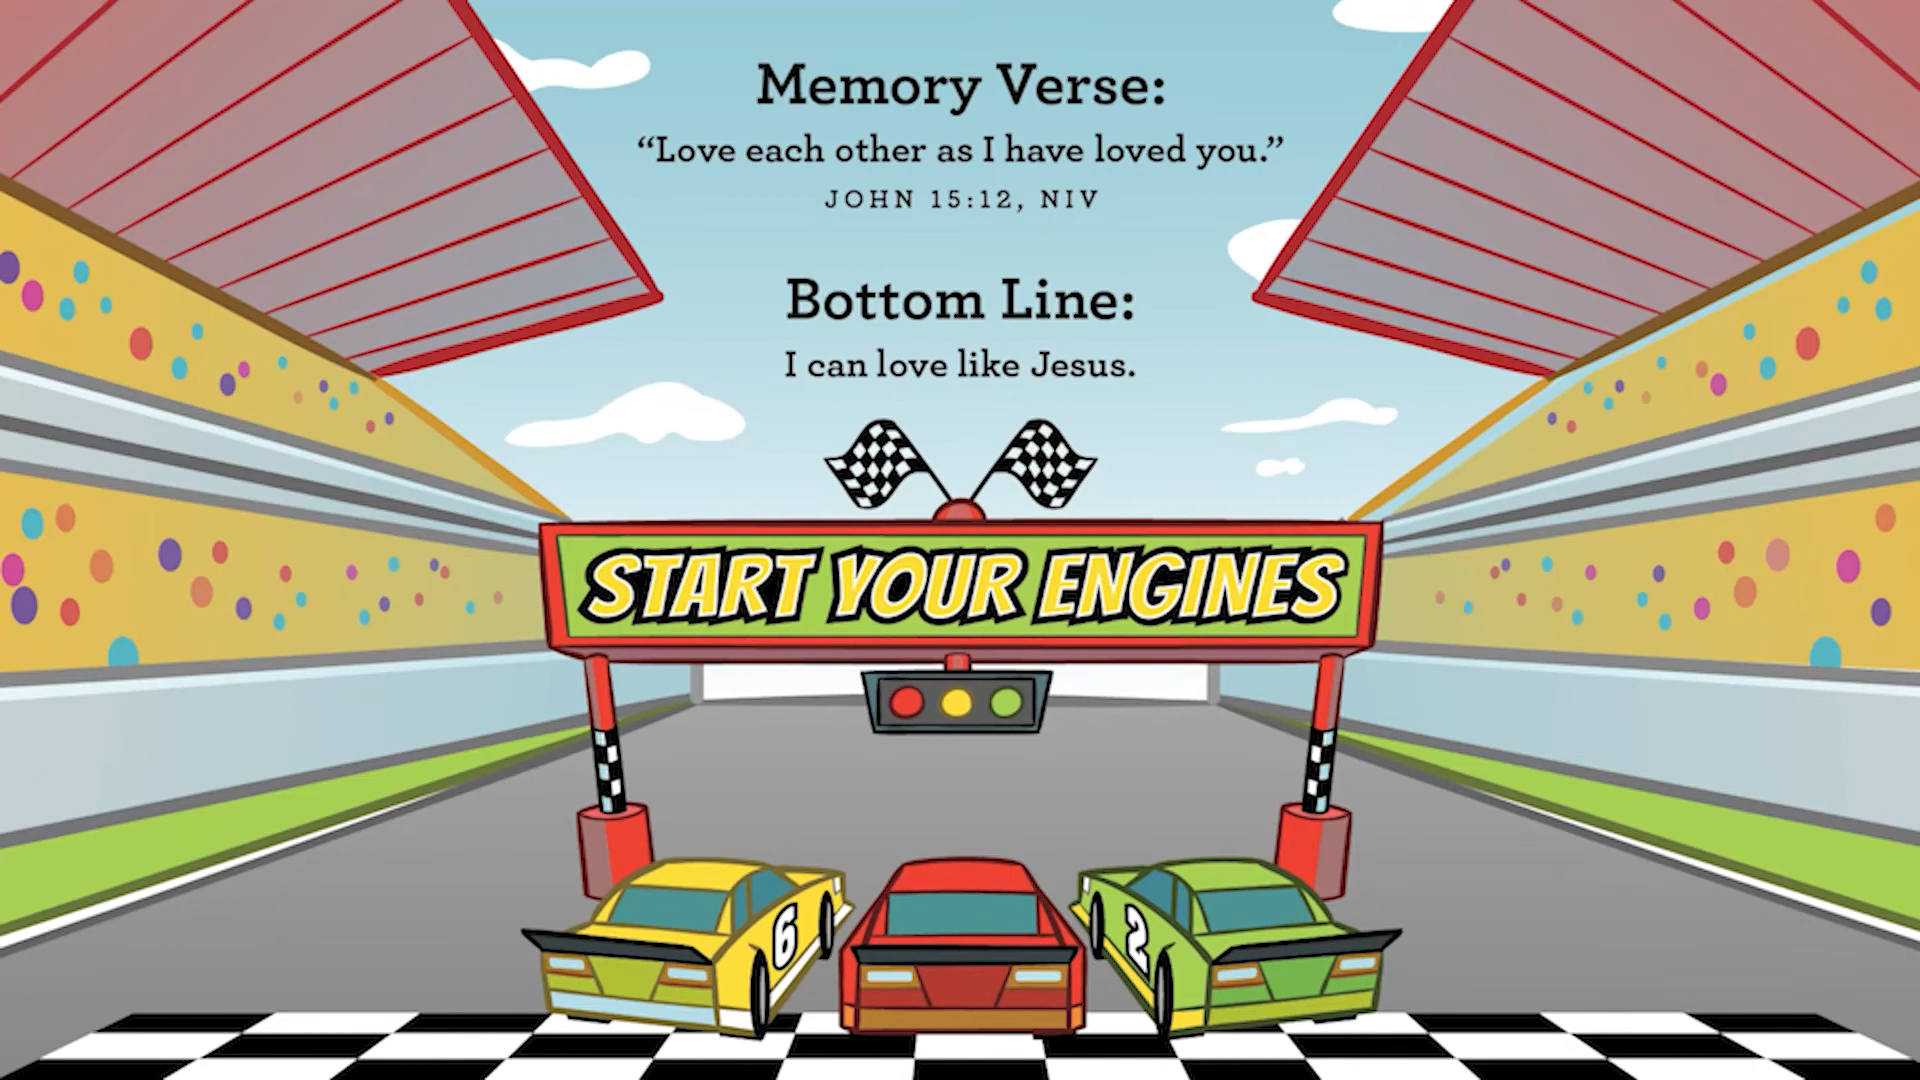 Memory Verse:
“Love each other as I have loved you.”
JOHN 15:12, NIV
Bottom Line:
I can love like Jesus.
START YOUR ENGINES
6
2